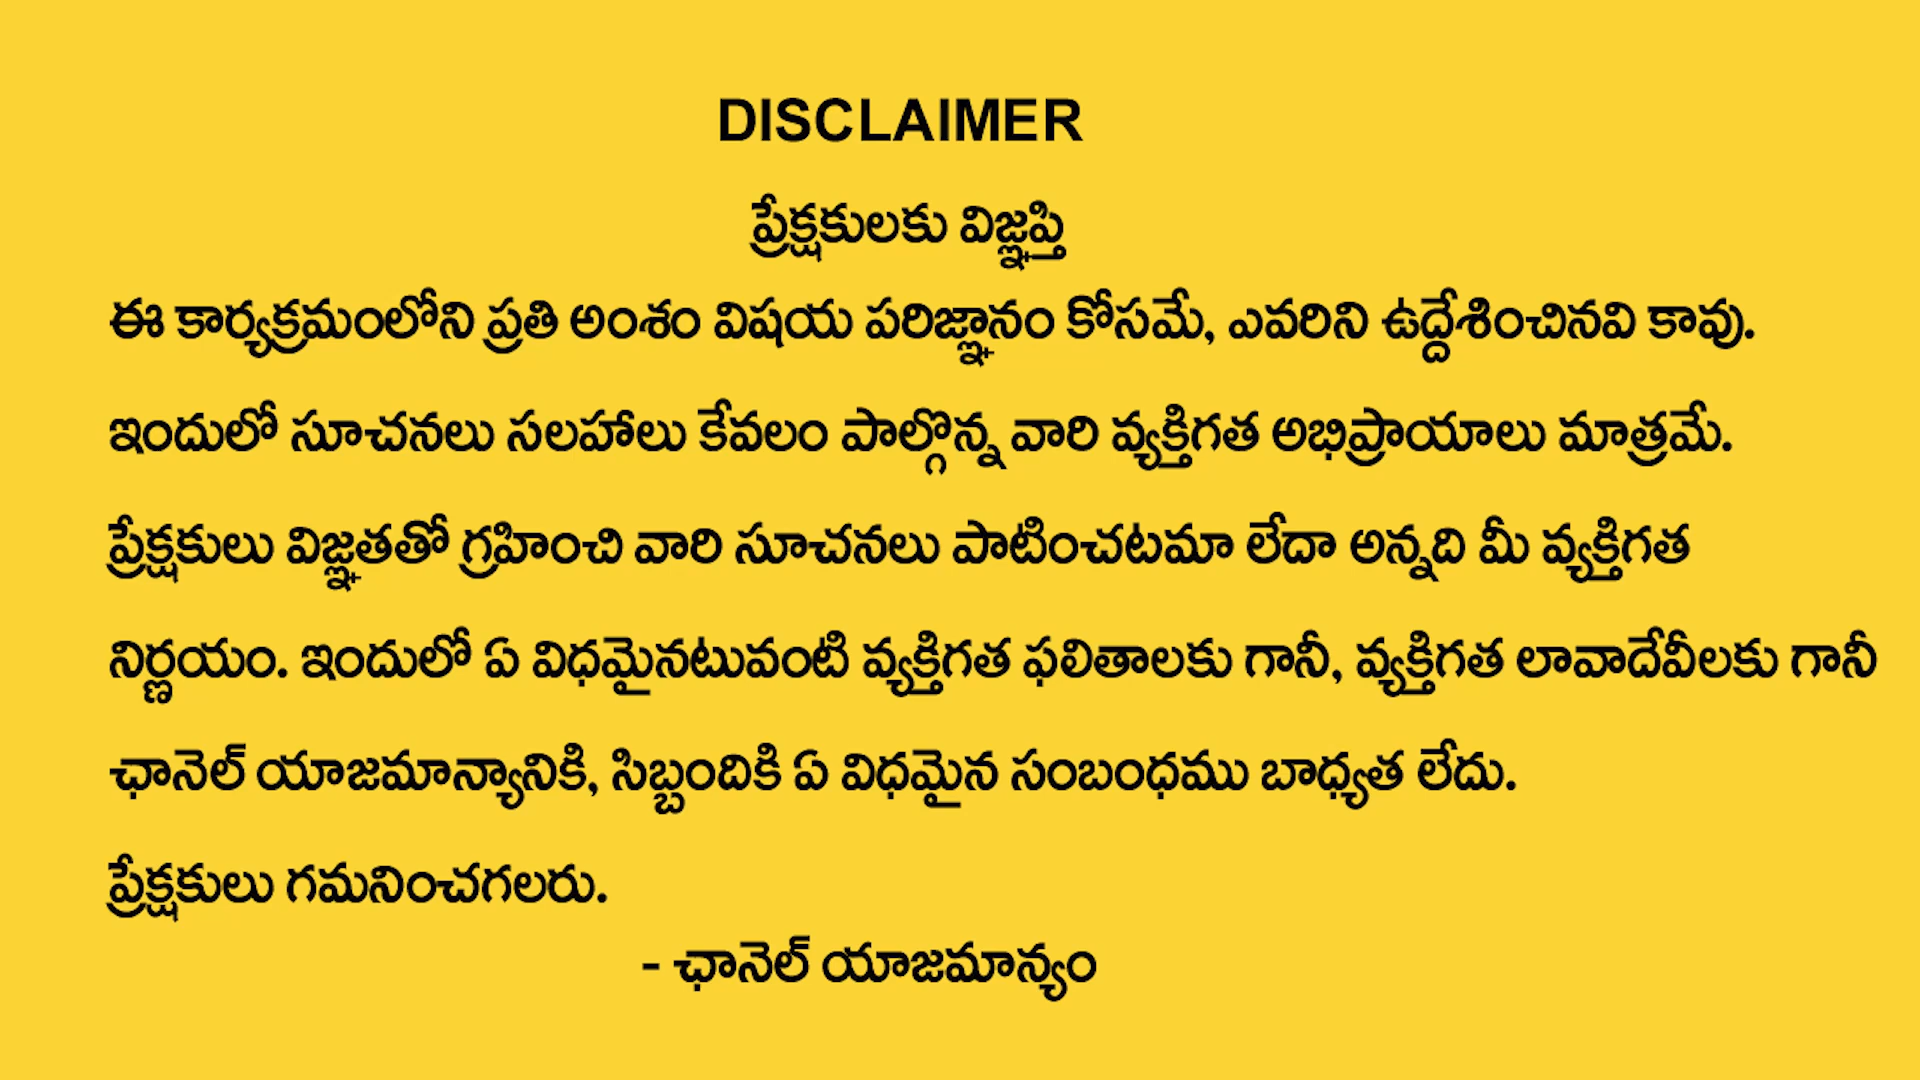 DISCLAIMER
ప్రేక్షకులకు విజ్ఞప్తి
ఈ కార్యక్రమంలోని ప్రతి అంశం విషయ పరిజ్ఞానం కోసమే, ఎవరిని ఉద్దేశించినవి కావు.
ఇందులో సూచనలు సలహాలు కేవలం పాల్గొన్న వారి వ్యక్తిగత అభిప్రాయాలు మాత్రమే.
ప్రేక్షకులు విజ్ఞతతో గ్రహించి వారి సూచనలు పాటించటమా లేదా అన్నది మీ వ్యక్తిగత
నిర్ణయం. ఇందులో ఏ విధమైనటువంటి వ్యక్తిగత ఫలితాలకు గానీ, వ్యక్తిగత లావాదేవీలకు గానీ
ఛానెల్ యాజమాన్యానికి, సిబ్బందికి ఏ విధమైన సంబంధము బాధ్యత లేదు.
ప్రేక్షకులు గమనించగలరు.
- ఛానెల్ యాజమాన్యం